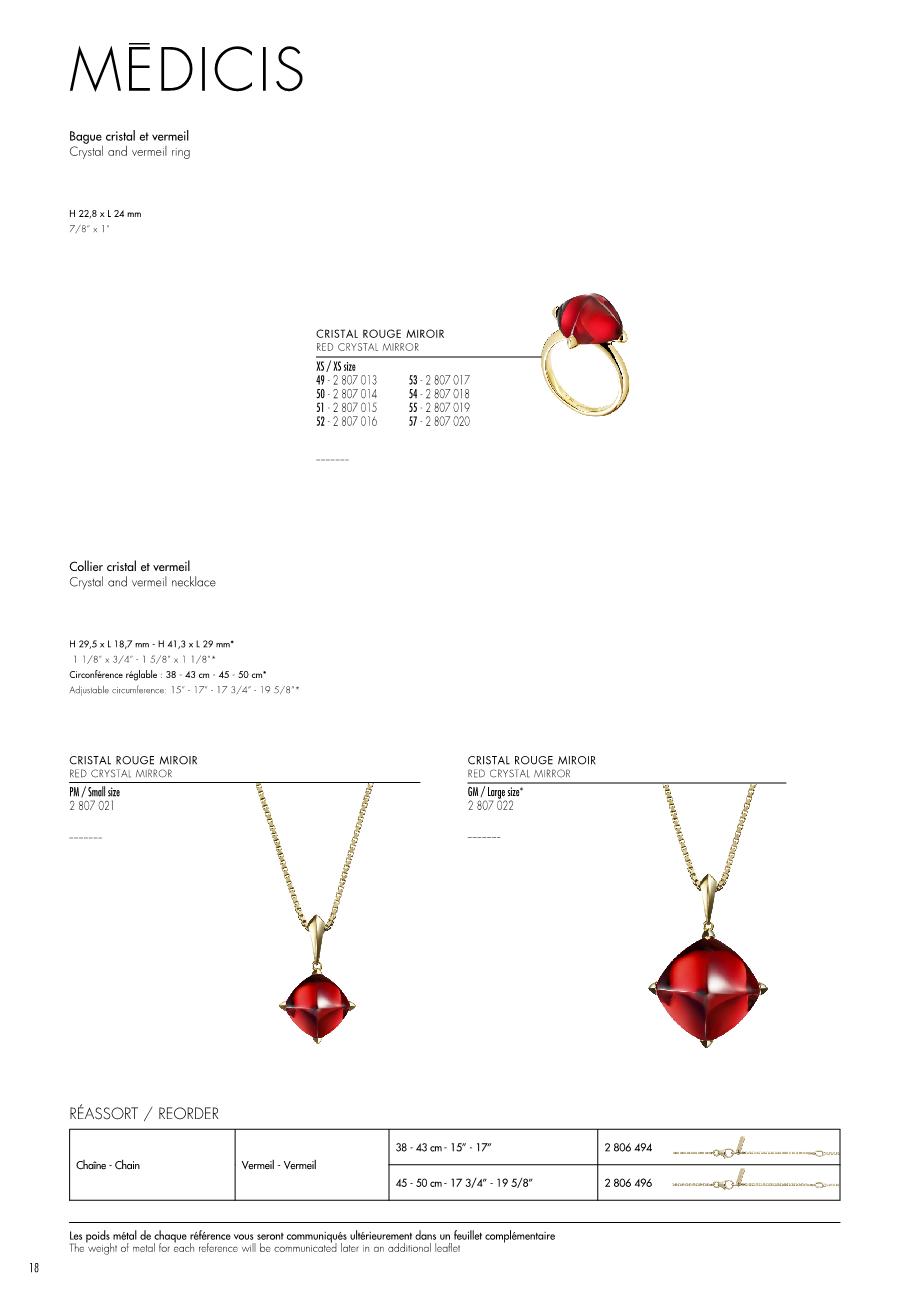 MĒDICIS
Bague cristal et vermeil
Crystal and vermeil ring
H 22,8 x L 24 mm
7/8” x 1"
CRISTAL ROUGE MIROIR
RED CRYSTAL MIRROR
XS / XS size
49 - 2 807 013 53 - 2 807 017
50 - 2 807 014 54 - 2 807 018
51 - 2 807 015 55 - 2 807 019
52 - 2 807 016 57 - 2 807 020
_______
Collier cristal et vermeil
Crystal and vermeil necklace
H 29,5 x L 18,7 mm - H 41,3 x L 29 mm*
1 1/8” x 3/4” - 1 5/8” x 1 1/8”*
Circonférence réglable : 38 - 43 cm - 45 - 50 cm*
Adjustable circumference: 15” - 17” - 17 3/4” - 19 5/8”*
CRISTAL ROUGE MIROIR
RED CRYSTAL MIRROR
PM / Small size
2 807 021
_______
CRISTAL ROUGE MIROIR
RED CRYSTAL MIRROR
GM / Large size*
2 807 022
_______
RÉASSORT / REORDER
Chaîne - Chain
Vermeil - Vermeil
38 - 43 cm - 15” - 17”
2 806 494
45 - 50 cm - 17 3/4” - 19 5/8”
2 806 496
Les poids métal de chaque référence vous seront communiqués ultérieurement dans un feuillet complémentaire
The weight of metal for each reference will be communicated later in an additional leaflet
18